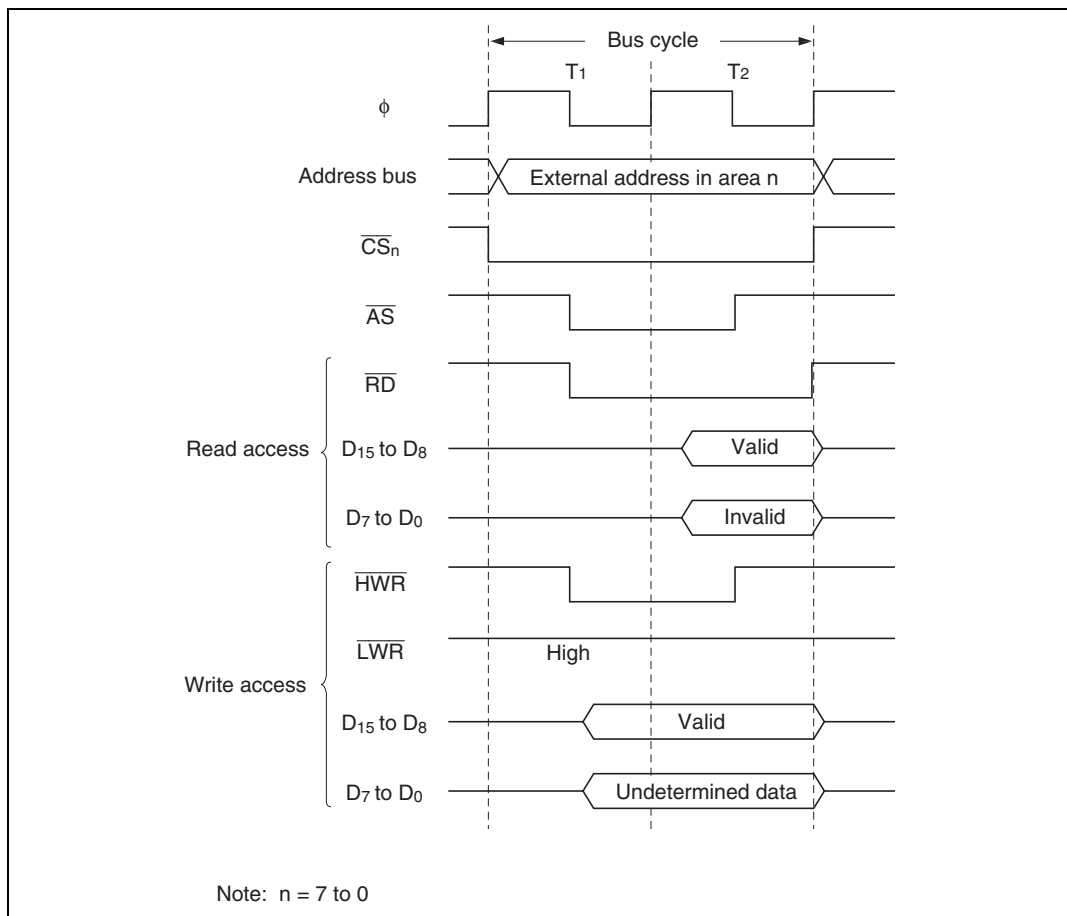 Bus cycle
T1 T2
ϕ
Address bus External address in area n
CSn
AS
RD
Read access
D15 to D8 Valid
D7 to D0 Invalid
HWR
LWR High
Write access
D15 to D8 Valid
D7 to D0 Undetermined data
Note: n = 7 to 0